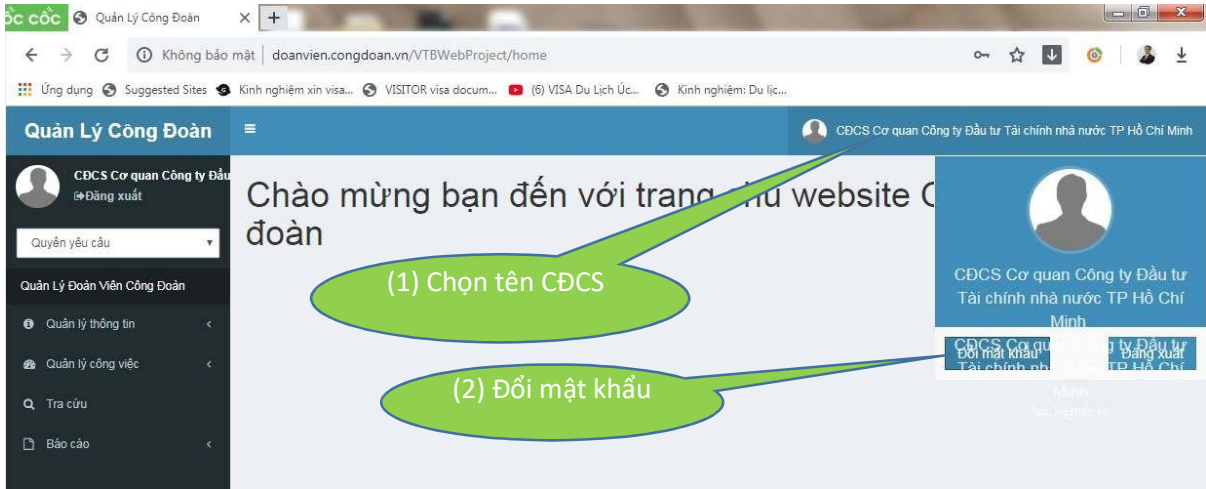 ốc cốc Quản Lý Công Đoàn
Không bảo mật | doanvien.congdoan.vn/VTBWebProject/home
Ứng dụng Suggested Sites Kinh nghiệm xin visa... VISITOR visa docum... (6) VISA Du Lịch Úc... Kinh nghiệm: Du lịc...
Quản Lý Công Đoàn
CĐCS Cơ quan Công ty Đầu tư Tài chính nhà nước TP Hồ Chí Minh
CĐCS Cơ quan Công ty Đầu
Đăng xuất
Chào mừng bạn đến với trang chủ website
đoàn
Quyền yêu cầu
Quản Lý Đoàn Viên Công Đoàn
Quản lý thông tin
Quản lý công việc
Tra cứu
Báo cáo
(1) Chọn tên CĐCS
(2) Đổi mật khẩu
CĐCS Cơ quan Công ty Đầu tư
Tài chính nhà nước TP Hồ Chí
Minh
Đổi mật khẩu
Đăng xuất
Minh